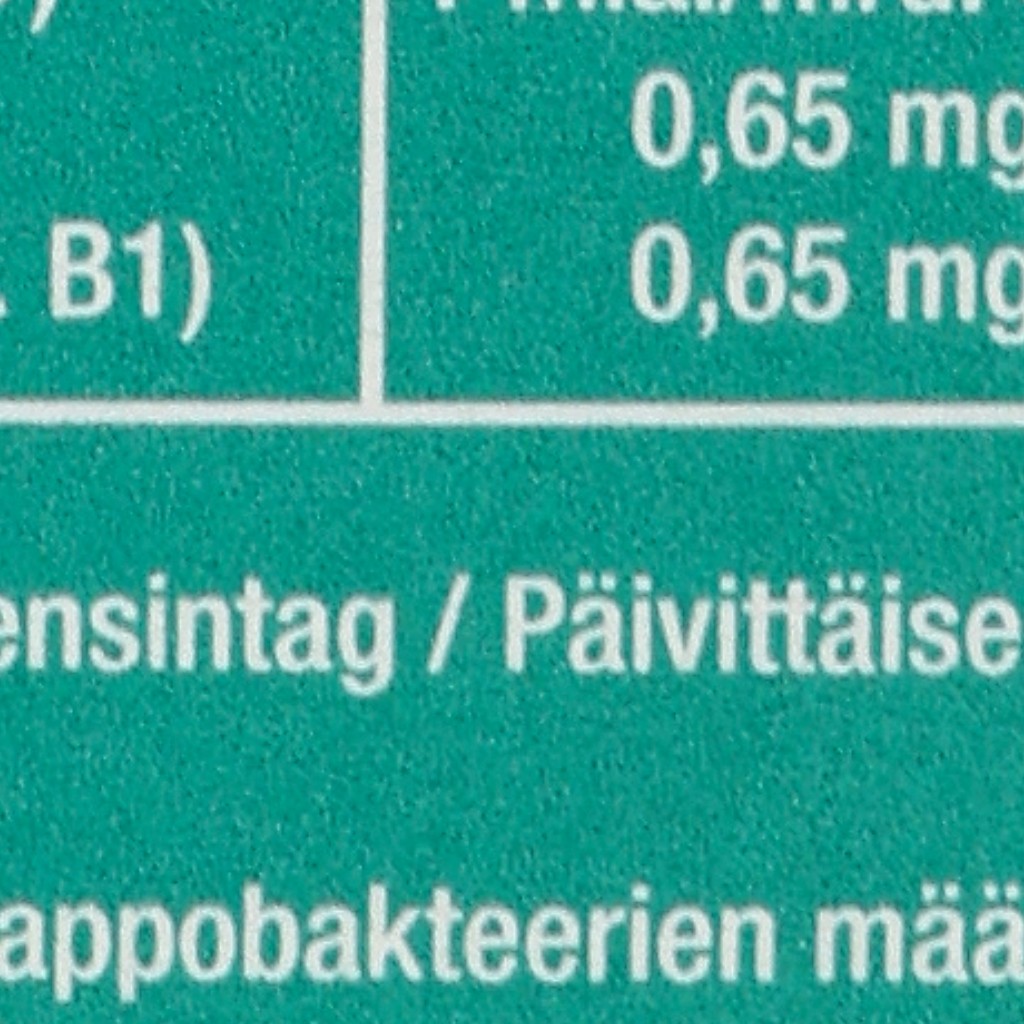 0,65 mg
. B1) 0,65 mg
ensintag / Päivittäise
appobakteerien mää